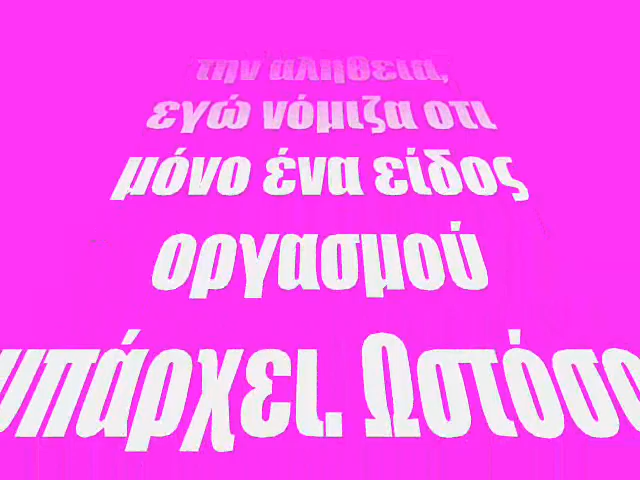 την αλήθεια,
εγώ νόμιζα οτι
μόνο ένα είδος
οργασμού
υπάρχει. Ωστόσο